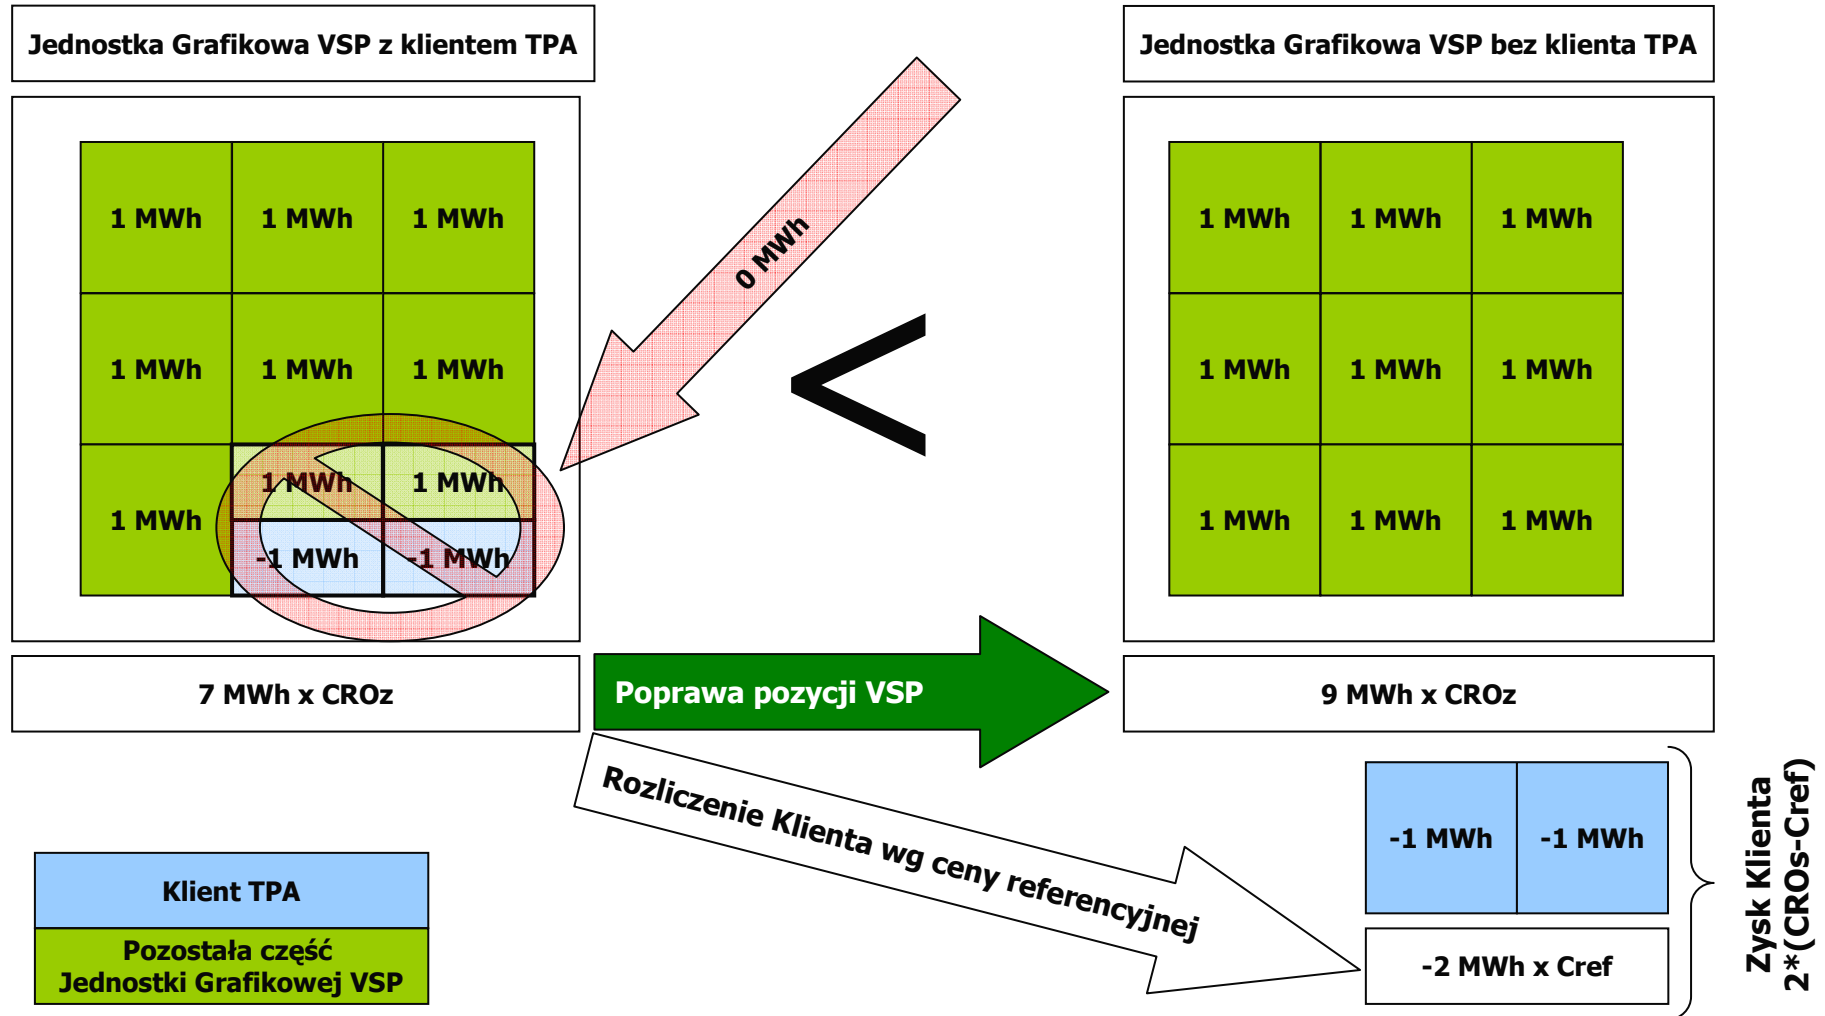 Jednostka Grafikowa VSP z klientem TPA
Jednostka Grafikowa VSP bez klienta TPA
1 MWh 1 MWh 1 MWh
1 MWh 1 MWh 1 MWh
1 MWh 1 MWh 1 MWh
-1 MWh -1 MWh
0 MWh
<
1 MWh 1 MWh 1 MWh
1 MWh 1 MWh 1 MWh
1 MWh 1 MWh 1 MWh
7 MWh x CROz
Poprawa pozycji VSP
9 MWh x CROz
Rozliczenie Klienta wg ceny referencyjnej
-1 MWh -1 MWh
-2 MWh x Cref
Zysk Klienta
2*(CROs-Cref)
Klient TPA
Pozostała część
Jednostki Grafikowej VSP